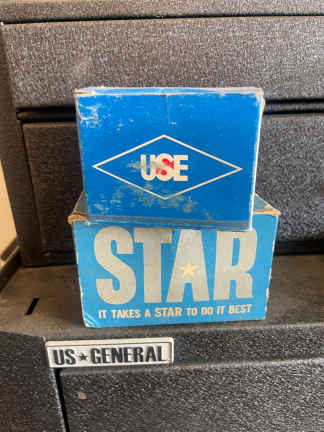 USE
STAR
IT TAKES A STAR TO DO IT BEST
US★GENERAL